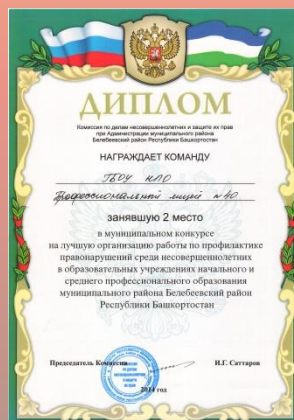 ДИПЛОМ
Комиссия по делам несовершеннолетних и защите их прав
при Администрации муниципального района
Белебеевский район Республики Башкортостан
НАГРАЖДАЕТ КОМАНДУ
ГБОУ НПО
Профессиональный лицей №40
занявшую 2 место
в муниципальном конкурсе
на лучшую организацию работы по профилактике
правонарушений среди несовершеннолетних
в образовательных учреждениях начального и
среднего профессионального образования
муниципального района Белебеевский район
Республики Башкортостан
Председатель Комиссии И.Г. Саттаров
2014 год